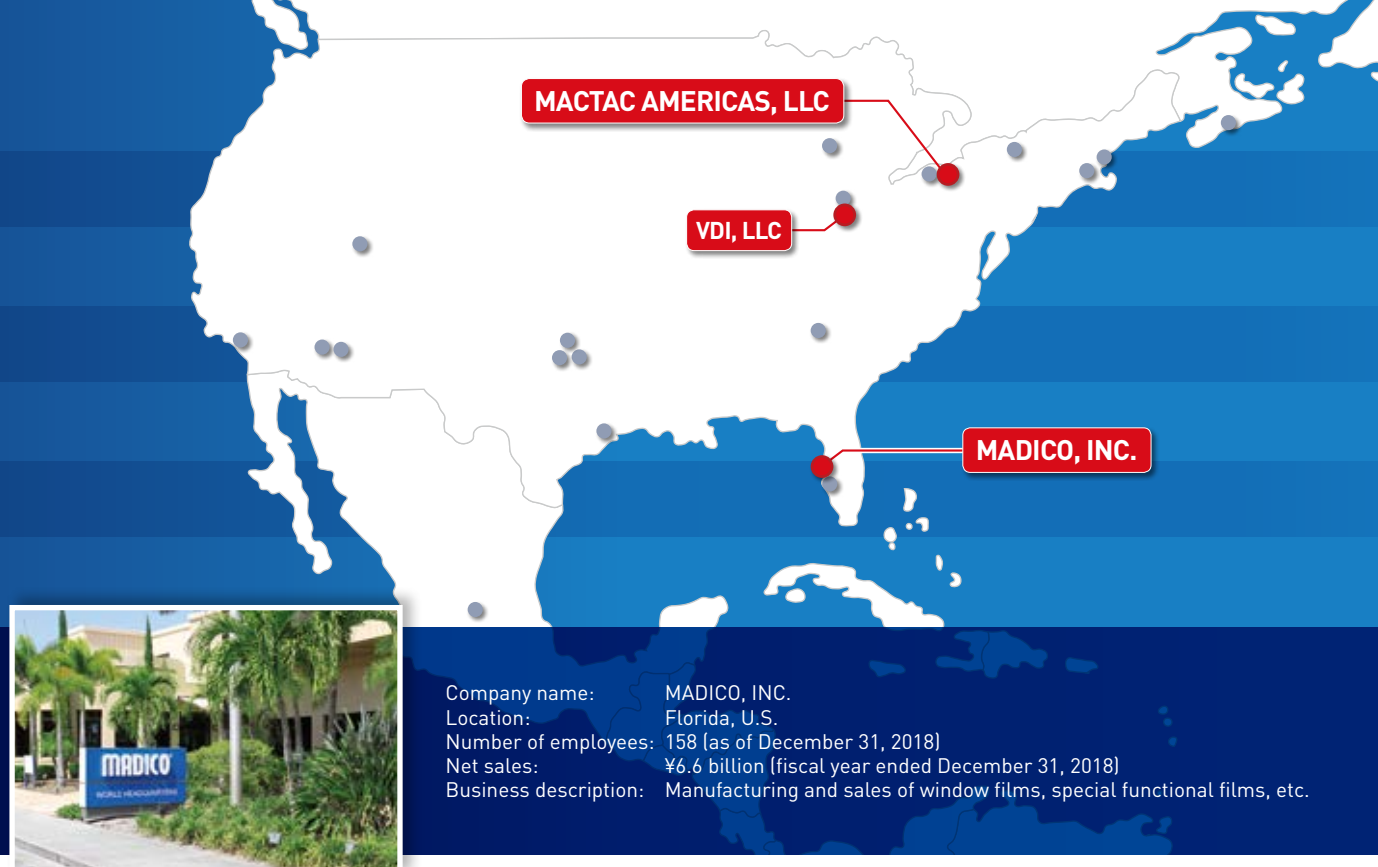 MACTAC AMERICAS, LLC
VDI, LLC
MADICO, INC.
MADICO
WORLD HEADQUARTERS
Company name: MADICO, INC.
Location: Florida, U.S.
Number of employees: 158 (as of December 31, 2018)
Net sales: ¥6.6 billion (fiscal year ended December 31, 2018)
Business description: Manufacturing and sales of window films, special functional films, etc.